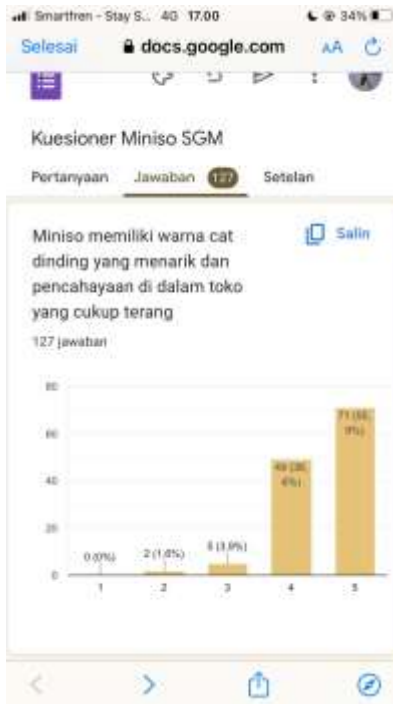 Smartfren - Stay S... 4G 17.00 34%
Selesai docs.google.com AA
Kuesioner Miniso SGM
Pertanyaan Jawaban 127 Setelan
Miniso memiliki warna cat
dinding yang menarik dan
pencahayaan di dalam toko
yang cukup terang
Salin
127 jawaban
80
60
40
20
0
0 (0%)
2 (1,6%)
5 (3,9%)
49 (38,
6%)
71 (55,
9%)
1 2 3 4 5